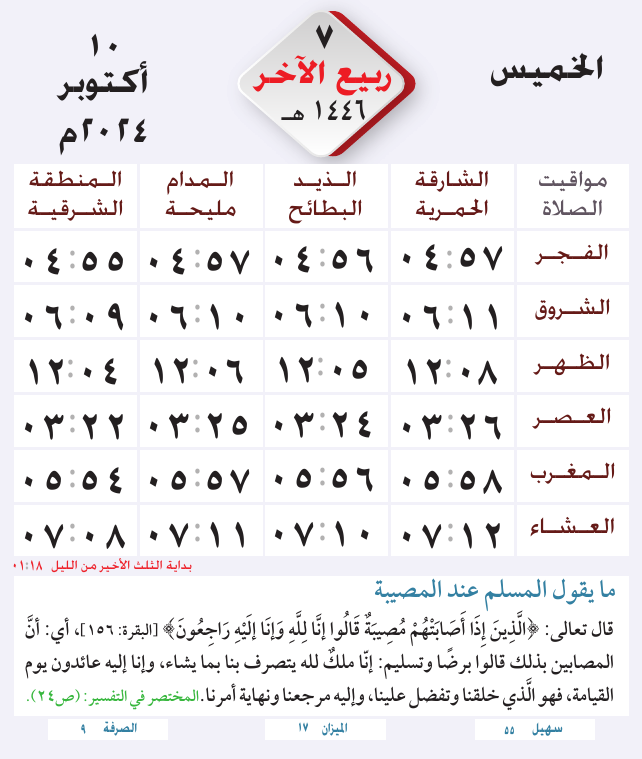 الخميس
٧
ربيع الآخر
١٤٤٦ هـ
١٠
أكتوبر
٢٠٢٤م
مواقيت الصلاة | الشارقة الحمرية | الذيد البطائح | المدام مليحة | المنطقة الشرقية
الفجر ٠٤:٥٧ ٠٤:٥٦ ٠٤:٥٧ ٠٤:٥٥
الشروق ٠٦:١١ ٠٦:١٠ ٠٦:١٠ ٠٦:٠٩
الظهر ١٢:٠٨ ١٢:٠٥ ١٢:٠٦ ١٢:٠٤
العصر ٠٣:٢٦ ٠٣:٢٤ ٠٣:٢٥ ٠٣:٢٢
المغرب ٠٥:٥٨ ٠٥:٥٦ ٠٥:٥٧ ٠٥:٥٤
العشاء ٠٧:١٢ ٠٧:١٠ ٠٧:١١ ٠٧:٠٨
بداية الثلث الأخير من الليل ٠١:١٨
ما يقول المسلم عند المصيبة
قال تعالى: ﴿الَّذِينَ إِذَا أَصَابَتْهُمْ مُصِيبَةٌ قَالُوا إِنَّا لِلَّهِ وَإِنَّا إِلَيْهِ رَاجِعُونَ﴾ [البقرة: ١٥٦]، أي: أنَّ
المصابين بذلك قالوا برضًا وتسليم: إنّا ملكٌ لله يتصرف بنا بما يشاء، وإنا إليه عائدون يوم
القيامة، فهو الَّذي خلقنا وتفضل علينا، وإليه مرجعنا ونهاية أمرنا. المختصر في التفسير: (ص٢٤).
سهيل ٥٥ الميزان ١٧ الصرفة ٩